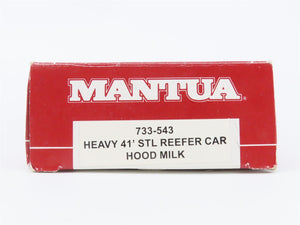 MANTUA®
733-543
HEAVY 41' STL REEFER CAR
HOOD MILK